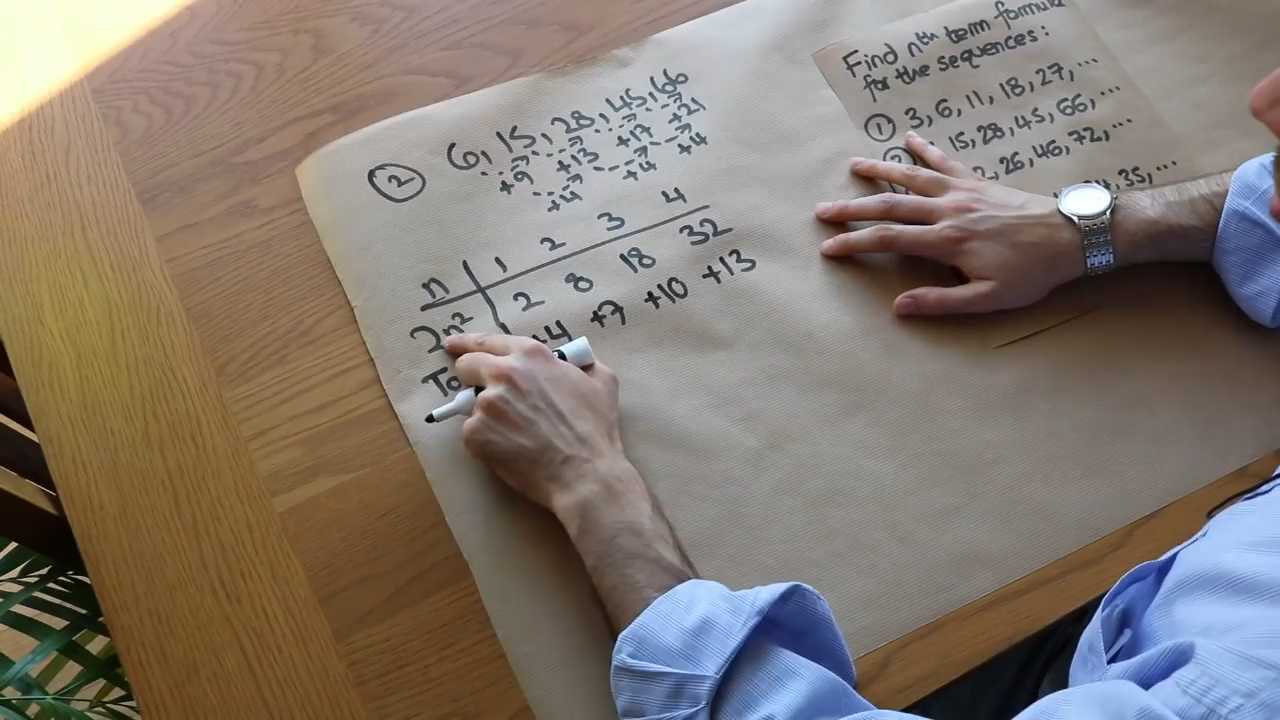 ② 6, 15, 28, 45, 66
+9 +13 +17 +21
+4 +4 +4
n 1 2 3 4
2n² 2 8 18 32
+4 +7 +10 +13
Find nth term formula
for the sequences:
① 3, 6, 11, 18, 27, ...
15, 28, 45, 66, ...
2, 26, 46, 72, ...
35, ...